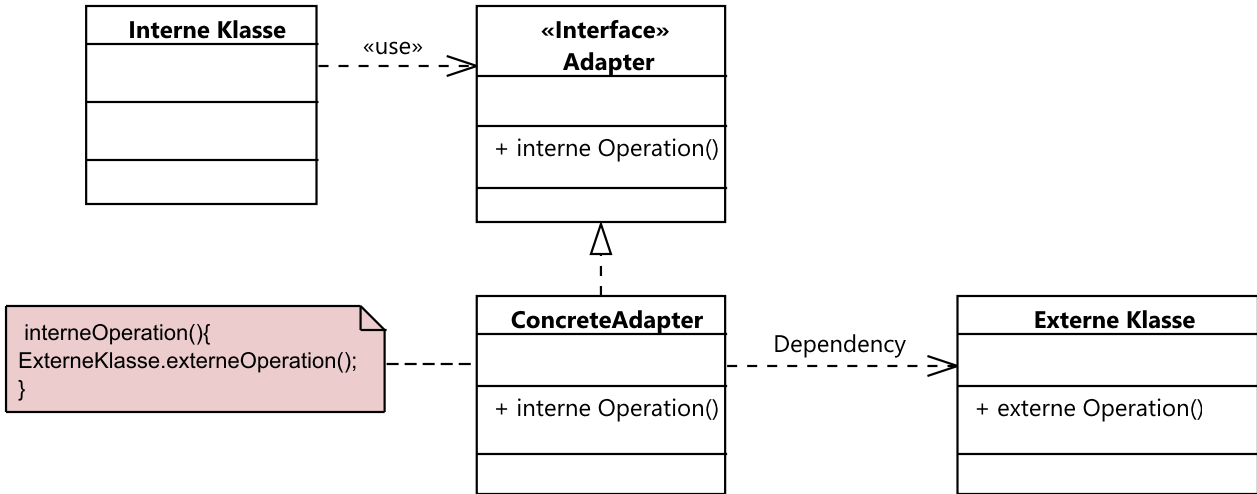 Interne Klasse
«use»
«Interface»
Adapter
+ interne Operation()
interneOperation(){
ExterneKlasse.externeOperation();
}
ConcreteAdapter
+ interne Operation()
Dependency
Externe Klasse
+ externe Operation()